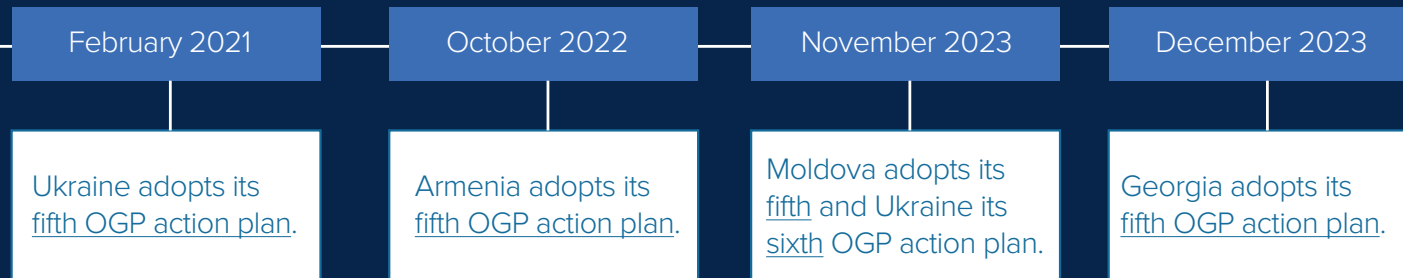 February 2021
October 2022
November 2023
December 2023
Ukraine adopts its
fifth OGP action plan.
Armenia adopts its
fifth OGP action plan.
Moldova adopts its
fifth and Ukraine its
sixth OGP action plan.
Georgia adopts its
fifth OGP action plan.